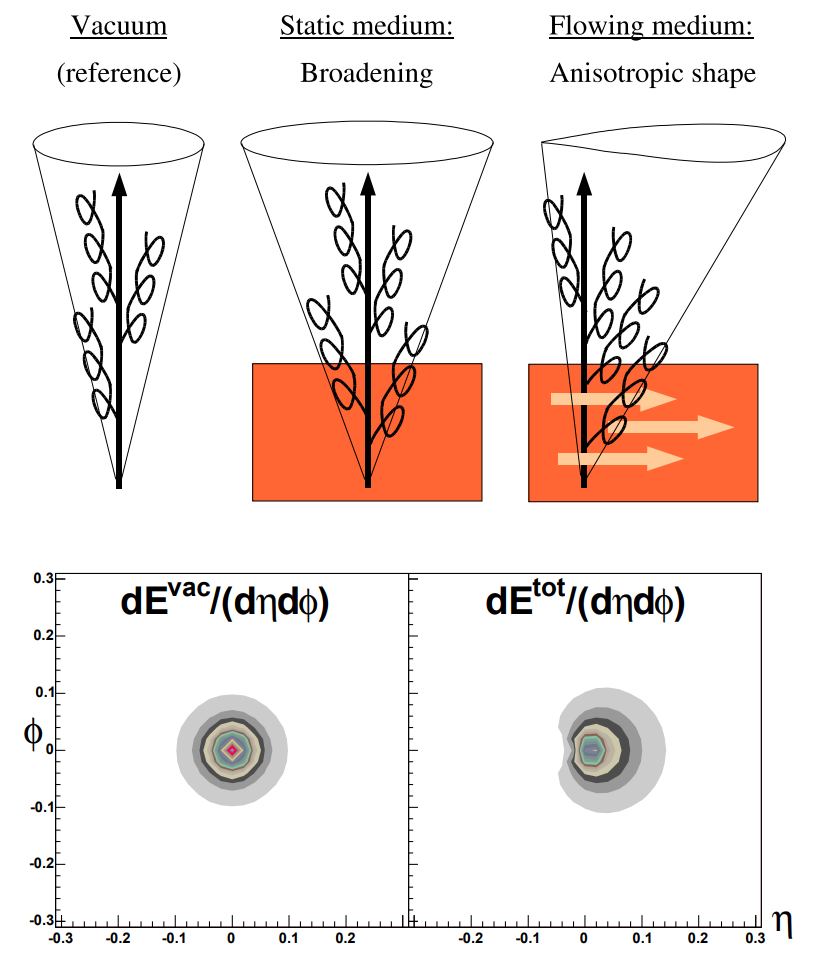 Vacuum
(reference)
Static medium:
Broadening
Flowing medium:
Anisotropic shape
dE^vac/(dηdϕ)
dE^tot/(dηdϕ)
0.3
0.2
0.1
0
-0.1
-0.2
-0.3
ϕ
-0.3 -0.2 -0.1 0 0.1 0.2
-0.2 -0.1 0 0.1 0.2 0.3
η